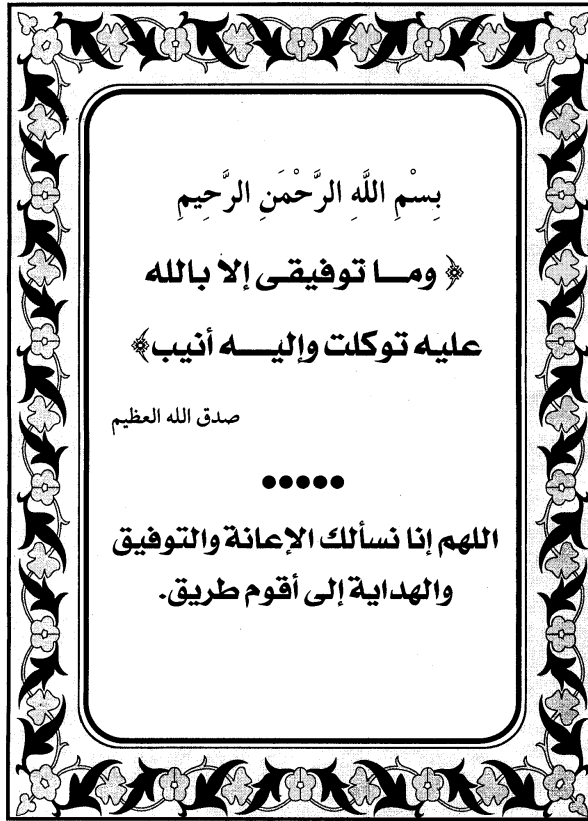 بِسْمِ اللَّهِ الرَّحْمَنِ الرَّحِيمِ
﴿ وما توفيقى إلا بالله
عليه توكلت وإليه أنيب﴾
صدق الله العظيم
●●●●●
اللهم إنا نسألك الإعانة والتوفيق
والهداية إلى أقوم طريق.